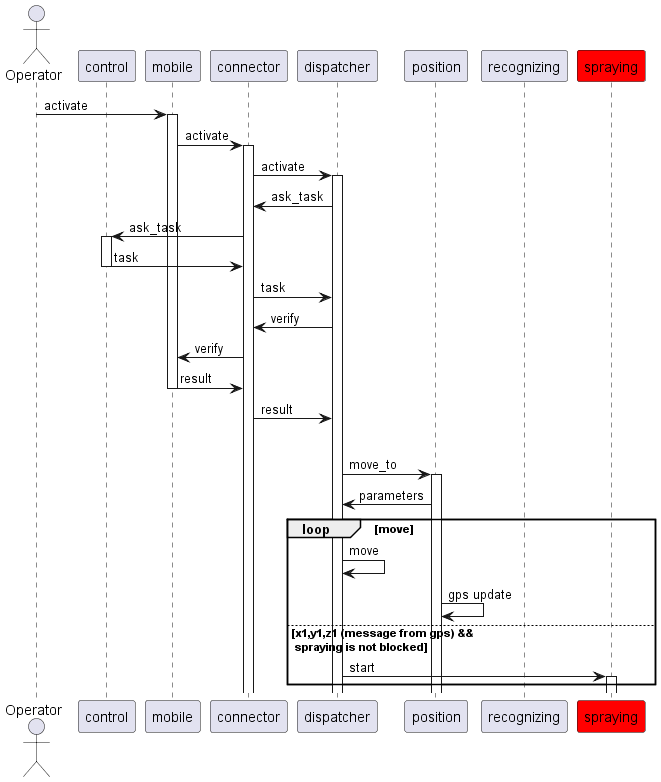 Operator
control
mobile
connector
dispatcher
position
recognizing
spraying
activate
activate
activate
ask_task
ask_task
task
task
verify
verify
result
result
move_to
parameters
loop
[move]
move
gps update
[x1,y1,z1 (message from gps) &&
spraying is not blocked]
start
Operator
control
mobile
connector
dispatcher
position
recognizing
spraying